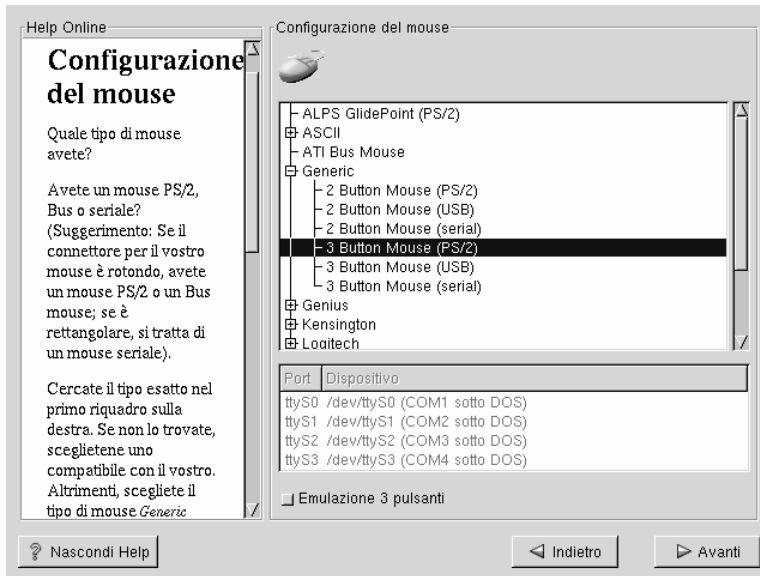 Help Online
Configurazione
del mouse
Quale tipo di mouse
avete?
Avete un mouse PS/2,
Bus o seriale?
(Suggerimento: Se il
connettore per il vostro
mouse è rotondo, avete
un mouse PS/2 o un Bus
mouse; se è
rettangolare, si tratta di
un mouse seriale).
Cercate il tipo esatto nel
primo riquadro sulla
destra. Se non lo trovate,
sceglietene uno
compatibile con il vostro.
Altrimenti, scegliete il
tipo di mouse Generic
Configurazione del mouse
ALPS GlidePoint (PS/2)
ASCII
ATI Bus Mouse
Generic
2 Button Mouse (PS/2)
2 Button Mouse (USB)
2 Button Mouse (serial)
3 Button Mouse (PS/2)
3 Button Mouse (USB)
3 Button Mouse (serial)
Genius
Kensington
Logitech
Port Dispositivo
ttyS0 /dev/ttyS0 (COM1 sotto DOS)
ttyS1 /dev/ttyS1 (COM2 sotto DOS)
ttyS2 /dev/ttyS2 (COM3 sotto DOS)
ttyS3 /dev/ttyS3 (COM4 sotto DOS)
Emulazione 3 pulsanti
Nascondi Help
Indietro
Avanti